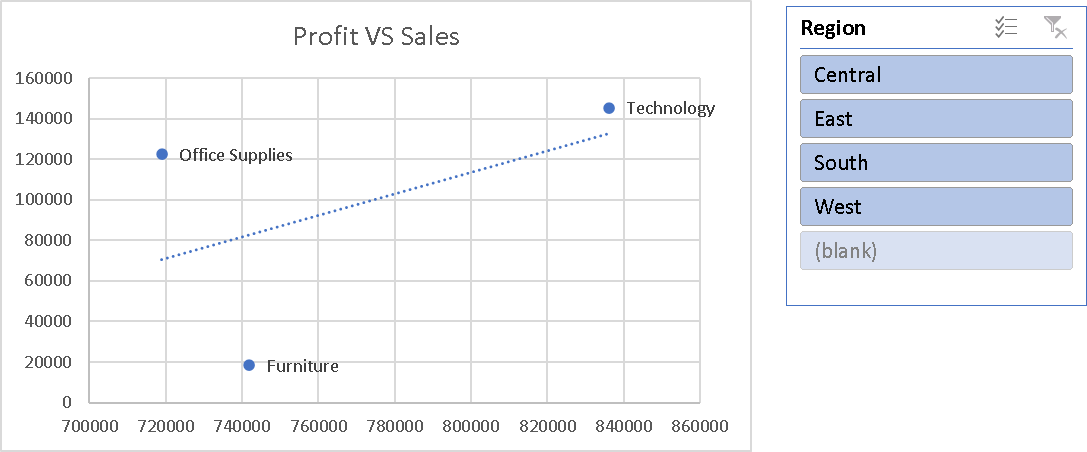 Profit VS Sales
160000
140000
120000
100000
80000
60000
40000
20000
0
Technology
Office Supplies
Furniture
700000 720000 740000 760000 780000 800000 820000 840000 860000
Region
Central
East
South
West
(blank)